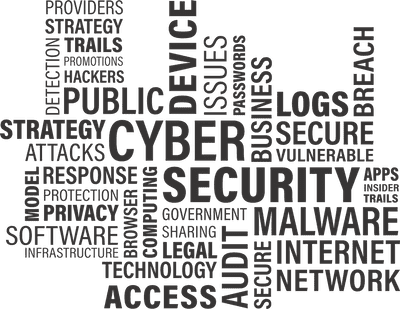 PROVIDERS
STRATEGY
TRAILS
PROMOTIONS
HACKERS
DETECTION
PUBLIC
DEVICE
ISSUES
PASSWORDS
BUSINESS
LOGS
BREACH
STRATEGY
CYBER
SECURE
ATTACKS
VULNERABLE
MODEL
RESPONSE
PROTECTION
PRIVACY
BROWSER
COMPUTING
SECURITY
APPS
INSIDER
TRAILS
GOVERNMENT
SHARING
MALWARE
SOFTWARE
INFRASTRUCTURE
LEGAL
AUDIT
SECURE
INTERNET
TECHNOLOGY
NETWORK
ACCESS